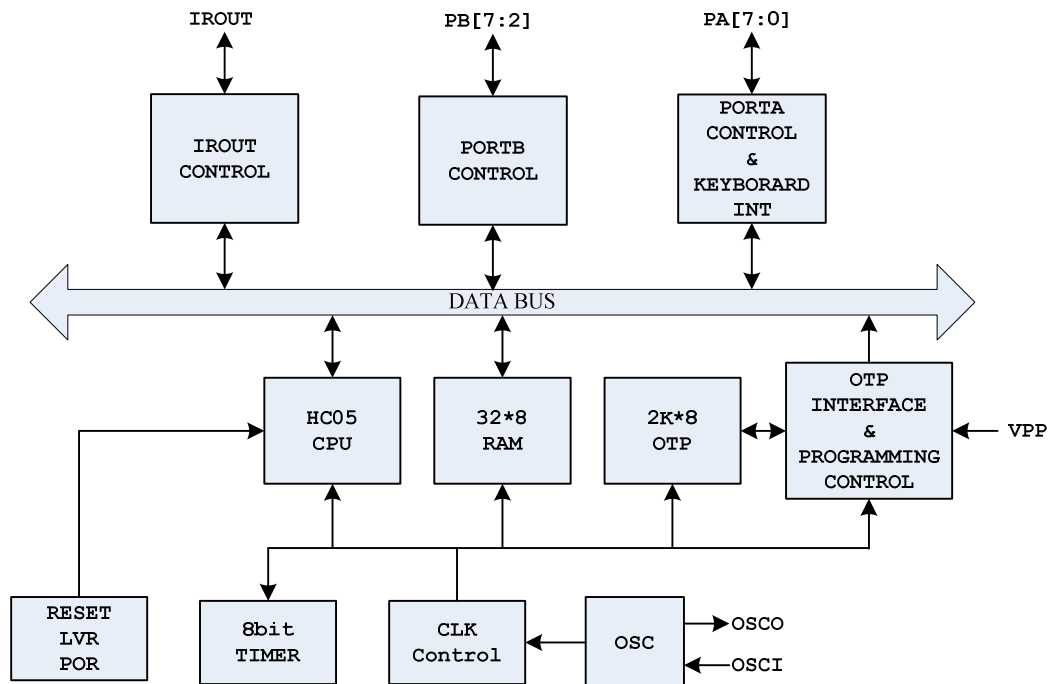 IROUT
PB[7:2]
PA[7:0]
IROUT
CONTROL
PORTB
CONTROL
PORTA
CONTROL
&
KEYBORARD
INT
DATA BUS
HC05
CPU
32*8
RAM
2K*8
OTP
OTP
INTERFACE
&
PROGRAMMING
CONTROL
VPP
RESET
LVR
POR
8bit
TIMER
CLK
Control
OSC
OSCO
OSCI